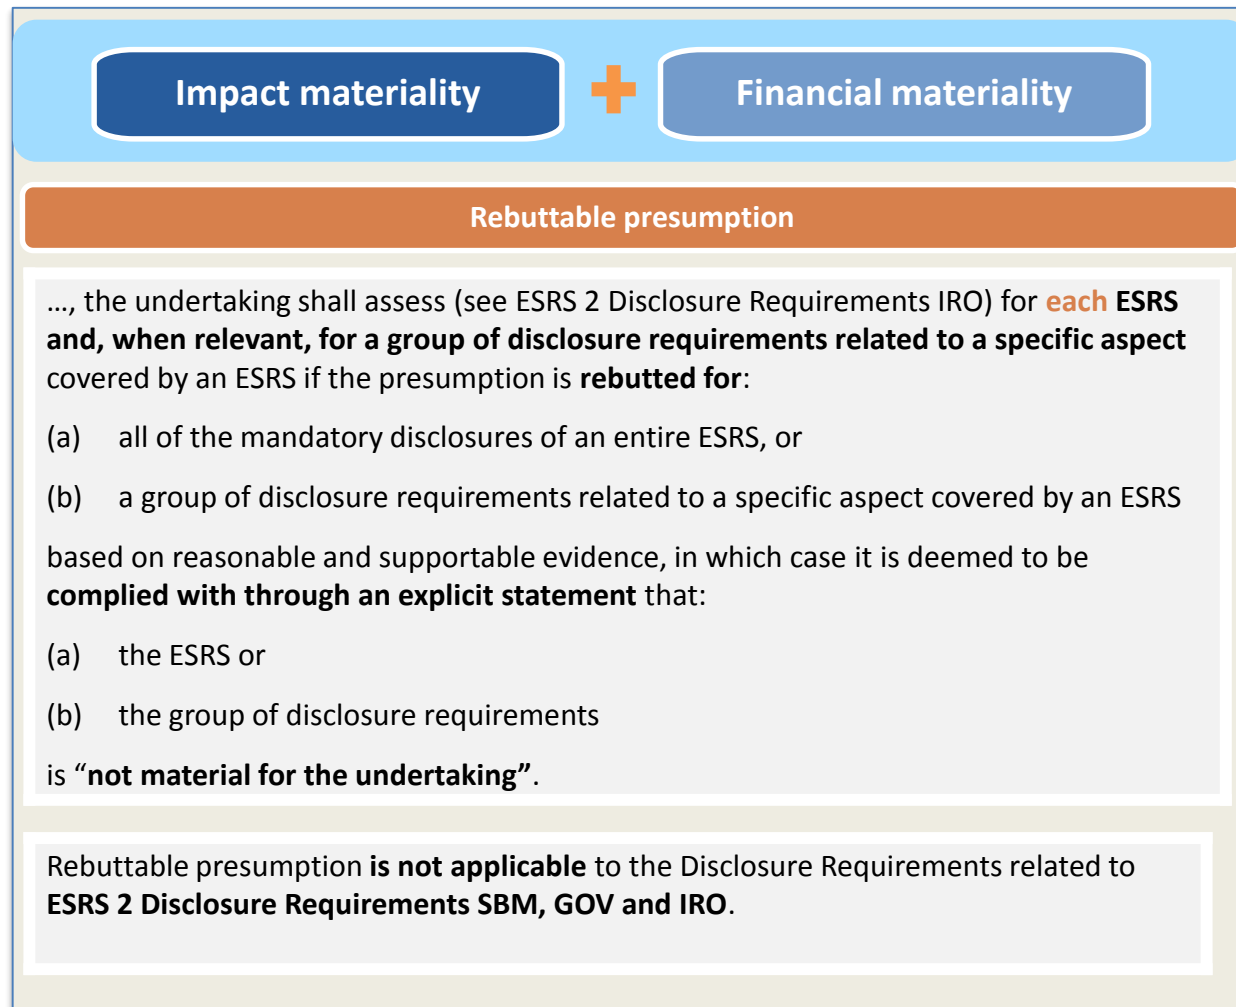 Impact materiality
Financial materiality
Rebuttable presumption
..., the undertaking shall assess (see ESRS 2 Disclosure Requirements IRO) for each ESRS
and, when relevant, for a group of disclosure requirements related to a specific aspect
covered by an ESRS if the presumption is rebutted for:
(a) all of the mandatory disclosures of an entire ESRS, or
(b) a group of disclosure requirements related to a specific aspect covered by an ESRS
based on reasonable and supportable evidence, in which case it is deemed to be
complied with through an explicit statement that:
(a) the ESRS or
(b) the group of disclosure requirements
is “not material for the undertaking”.
Rebuttable presumption is not applicable to the Disclosure Requirements related to
ESRS 2 Disclosure Requirements SBM, GOV and IRO.